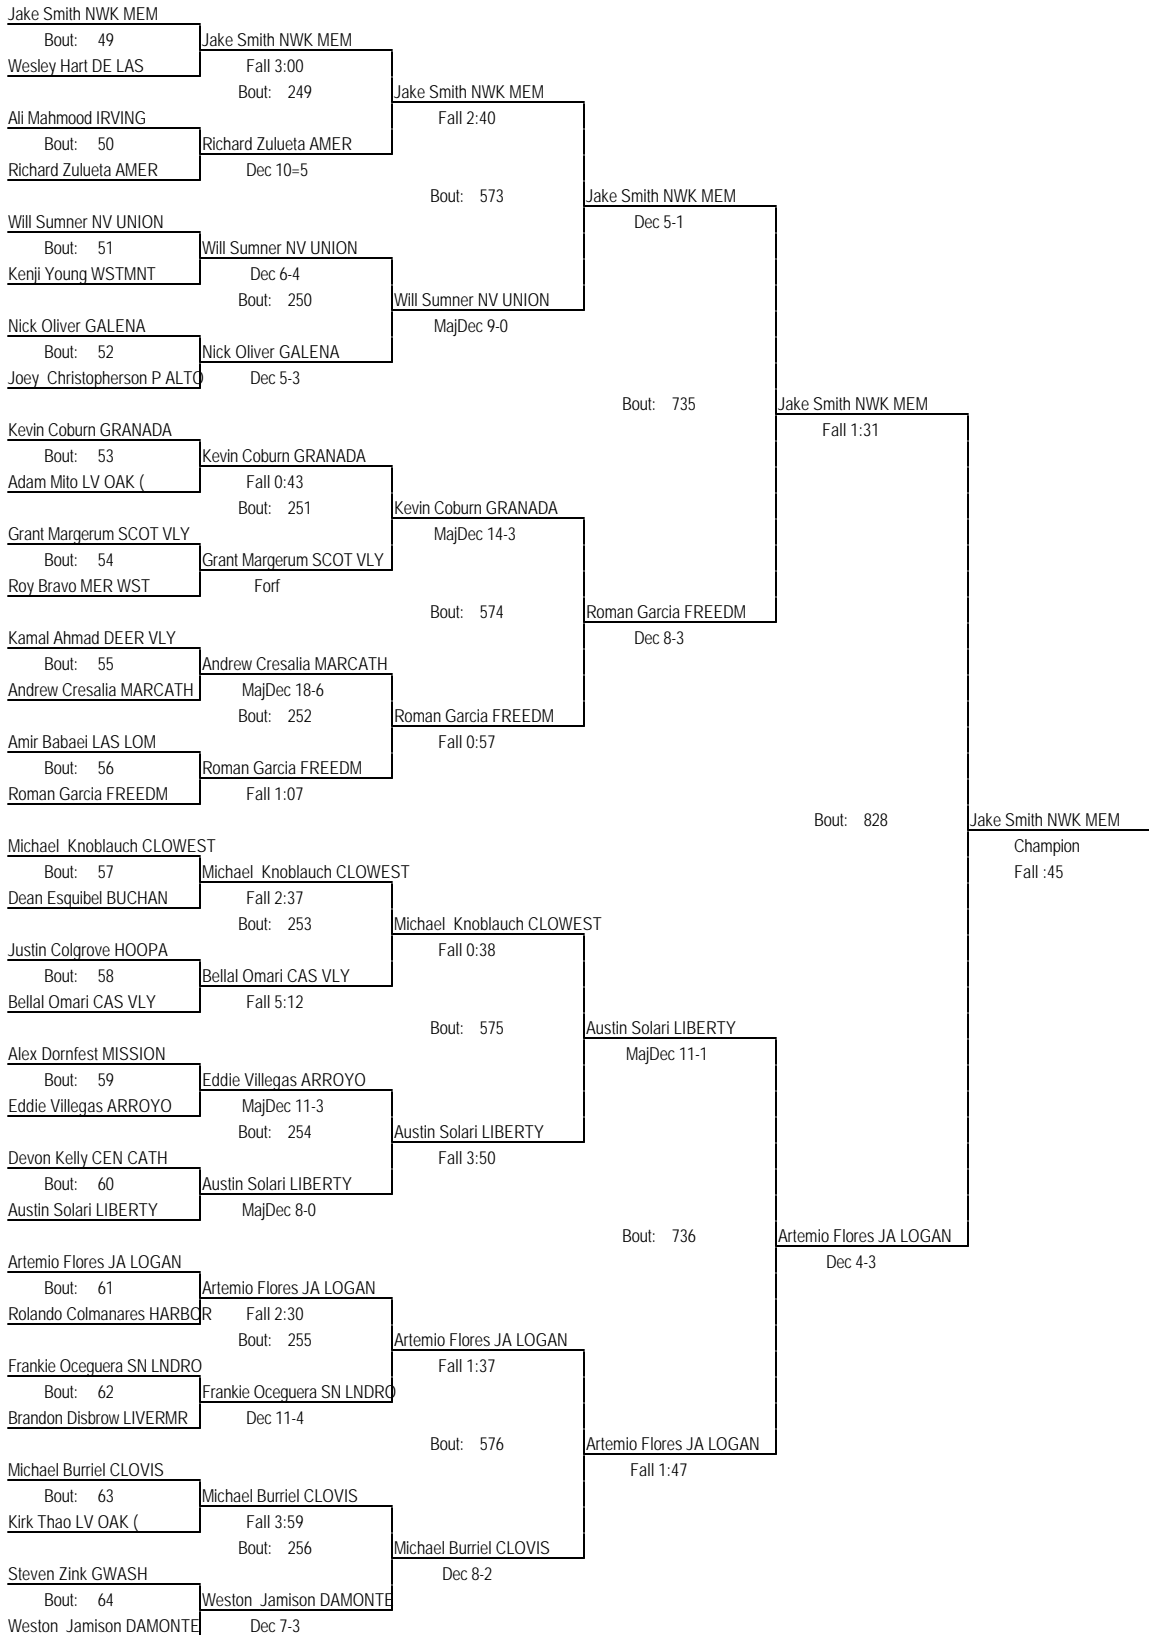 Jake Smith NWK MEM
Bout: 49
Jake Smith NWK MEM
Wesley Hart DE LAS
Fall 3:00
Bout: 249
Jake Smith NWK MEM
Ali Mahmood IRVING
Fall 2:40
Bout: 50
Richard Zulueta AMER
Richard Zulueta AMER
Dec 10=5
Bout: 573
Jake Smith NWK MEM
Will Sumner NV UNION
Dec 5-1
Bout: 51
Will Sumner NV UNION
Kenji Young WSTMNT
Dec 6-4
Bout: 250
Will Sumner NV UNION
Nick Oliver GALENA
MajDec 9-0
Bout: 52
Nick Oliver GALENA
Joey Christopherson P ALTO
Dec 5-3
Bout: 735
Jake Smith NWK MEM
Kevin Coburn GRANADA
Fall 1:31
Bout: 53
Kevin Coburn GRANADA
Adam Mito LV OAK (
Fall 0:43
Bout: 251
Kevin Coburn GRANADA
Grant Margerum SCOT VLY
MajDec 14-3
Bout: 54
Grant Margerum SCOT VLY
Roy Bravo MER WST
Forf
Bout: 574
Roman Garcia FREEDM
Kamal Ahmad DEER VLY
Dec 8-3
Bout: 55
Andrew Cresalia MARCATH
Andrew Cresalia MARCATH
MajDec 18-6
Bout: 252
Roman Garcia FREEDM
Amir Babaei LAS LOM
Fall 0:57
Bout: 56
Roman Garcia FREEDM
Roman Garcia FREEDM
Fall 1:07
Bout: 828
Jake Smith NWK MEM
Michael Knoblauch CLOWEST
Champion
Bout: 57
Michael Knoblauch CLOWEST
Fall :45
Dean Esquibel BUCHAN
Fall 2:37
Bout: 253
Michael Knoblauch CLOWEST
Justin Colgrove HOOPA
Fall 0:38
Bout: 58
Bellal Omari CAS VLY
Bellal Omari CAS VLY
Fall 5:12
Bout: 575
Austin Solari LIBERTY
Alex Dornfest MISSION
MajDec 11-1
Bout: 59
Eddie Villegas ARROYO
Eddie Villegas ARROYO
MajDec 11-3
Bout: 254
Austin Solari LIBERTY
Devon Kelly CEN CATH
Fall 3:50
Bout: 60
Austin Solari LIBERTY
Austin Solari LIBERTY
MajDec 8-0
Bout: 736
Artemio Flores JA LOGAN
Artemio Flores JA LOGAN
Dec 4-3
Bout: 61
Artemio Flores JA LOGAN
Rolando Colmanares HARBOR
Fall 2:30
Bout: 255
Artemio Flores JA LOGAN
Frankie Oceguera SN LNDRO
Fall 1:37
Bout: 62
Frankie Oceguera SN LNDRO
Brandon Disbrow LIVERMR
Dec 11-4
Bout: 576
Artemio Flores JA LOGAN
Michael Burriel CLOVIS
Fall 1:47
Bout: 63
Michael Burriel CLOVIS
Kirk Thao LV OAK (
Fall 3:59
Bout: 256
Michael Burriel CLOVIS
Steven Zink GWASH
Dec 8-2
Bout: 64
Weston Jamison DAMONTE
Weston Jamison DAMONTE
Dec 7-3